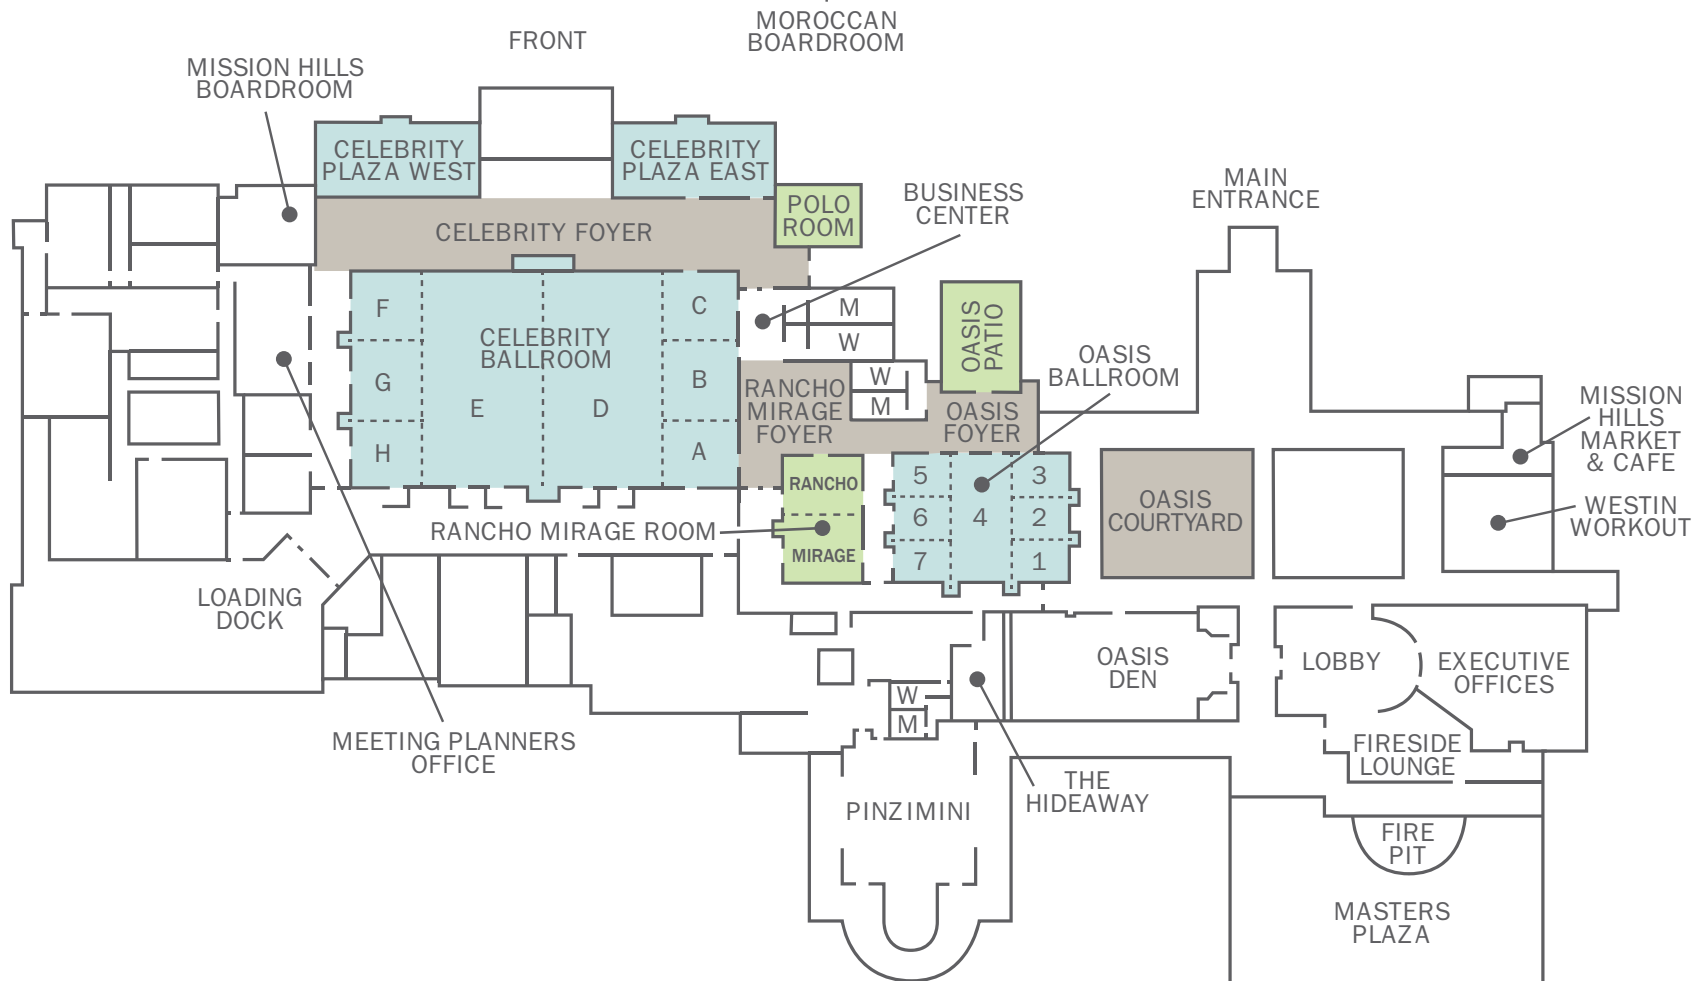 MOROCCAN
BOARDROOM
FRONT
MISSION HILLS
BOARDROOM
CELEBRITY
PLAZA WEST
CELEBRITY
PLAZA EAST
POLO
ROOM
BUSINESS
CENTER
MAIN
ENTRANCE
CELEBRITY FOYER
F
C
M
CELEBRITY
BALLROOM
W
OASIS
PATIO
OASIS
BALLROOM
G
B
E
D
W
M
RANCHO
MIRAGE
FOYER
OASIS
FOYER
MISSION
HILLS
MARKET
& CAFE
H
A
RANCHO
MIRAGE
RANCHO MIRAGE ROOM
5
3
6
4
2
7
1
OASIS
COURTYARD
WESTIN
WORKOUT
LOADING
DOCK
OASIS
DEN
LOBBY
EXECUTIVE
OFFICES
W
M
MEETING PLANNERS
OFFICE
FIRESIDE
LOUNGE
THE
HIDEAWAY
PINZIMINI
FIRE
PIT
MASTERS
PLAZA